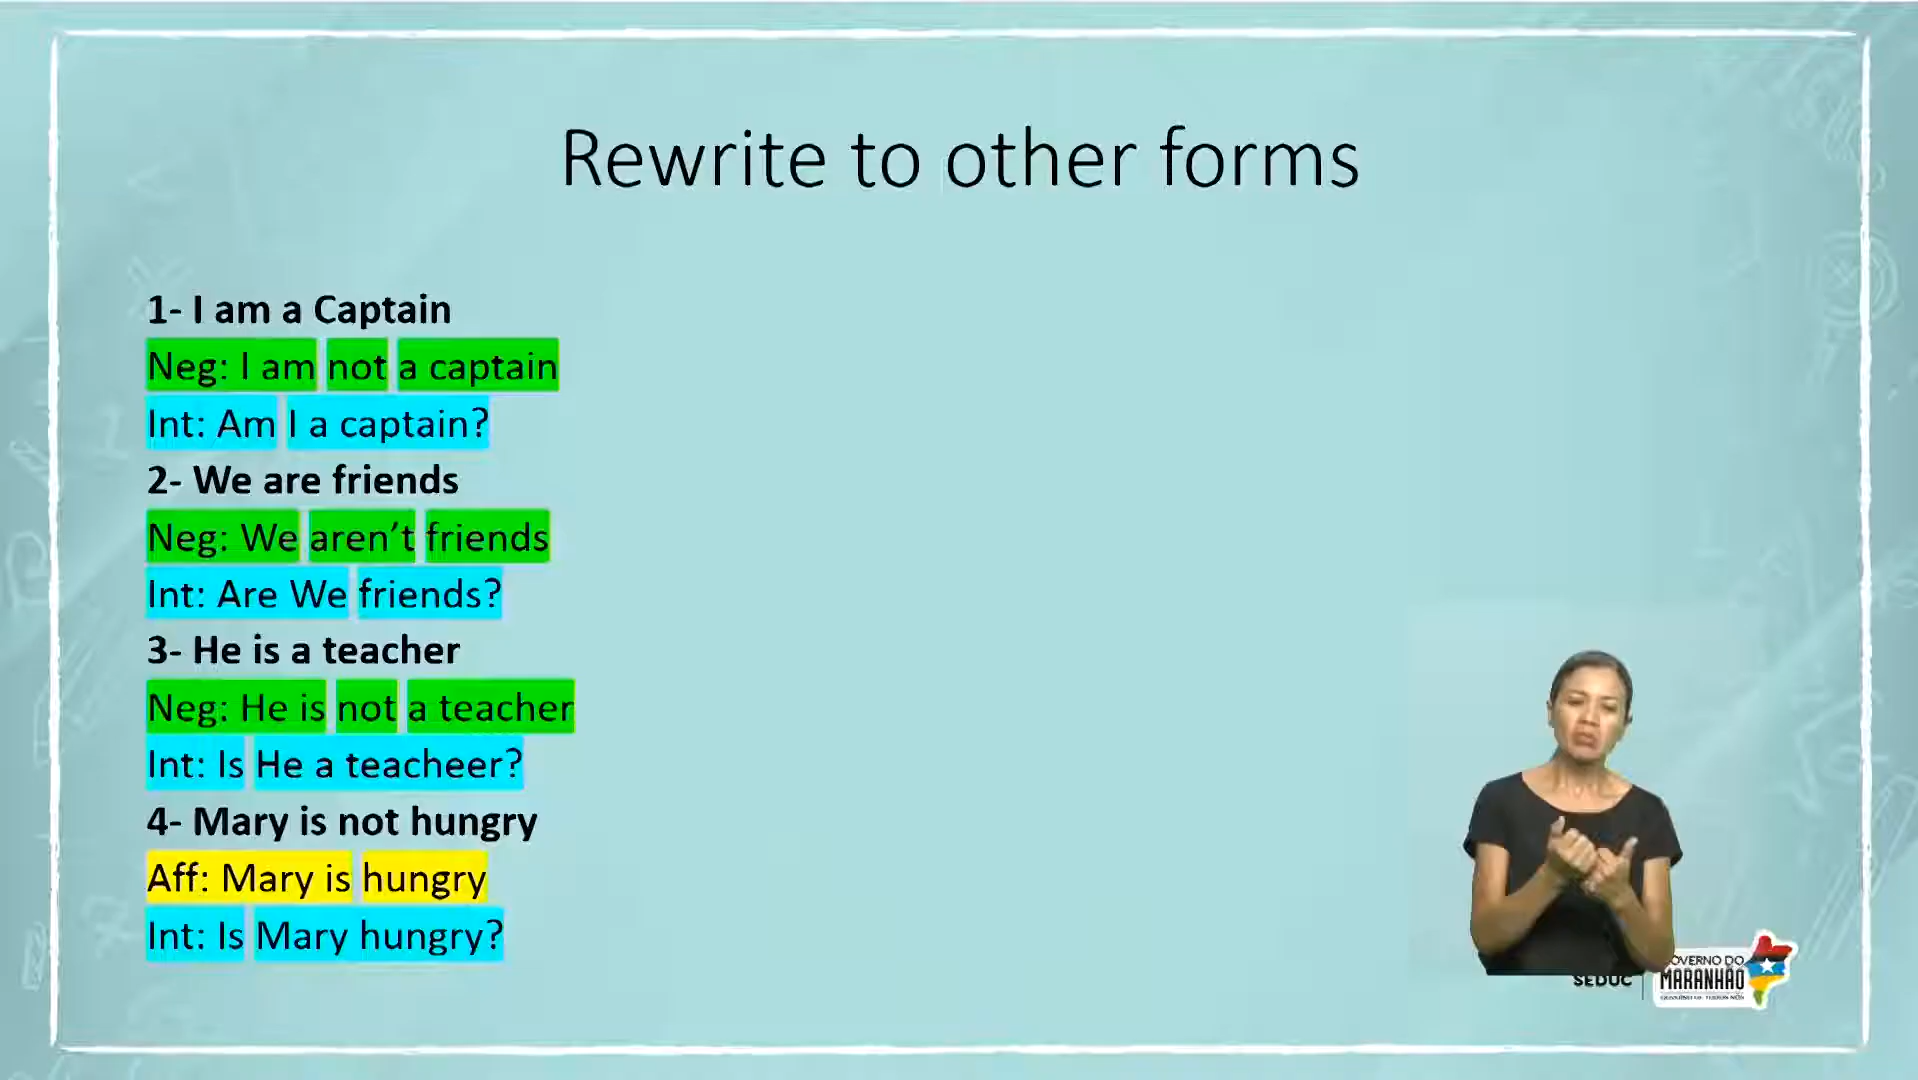 Rewrite to other forms
1- I am a Captain
Neg: I am not a captain
Int: Am I a captain?
2- We are friends
Neg: We aren’t friends
Int: Are We friends?
3- He is a teacher
Neg: He is not a teacher
Int: Is He a teacheer?
4- Mary is not hungry
Aff: Mary is hungry
Int: Is Mary hungry?
SEDUC
GOVERNO DO
MARANHÃO